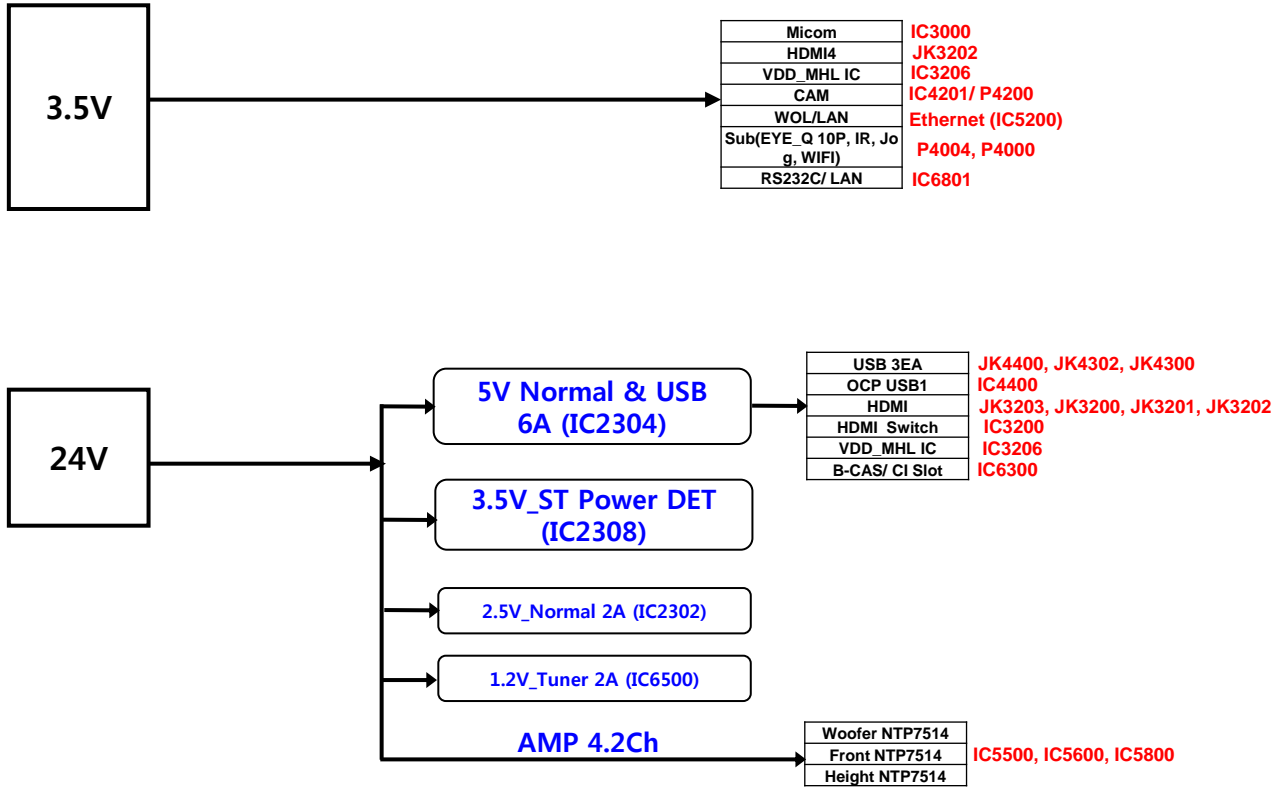 3.5V
Micom IC3000
HDMI4 JK3202
VDD_MHL IC IC3206
CAM IC4201/ P4200
WOL/LAN Ethernet (IC5200)
Sub(EYE_Q 10P, IR, Jo
g, WIFI) P4004, P4000
RS232C/ LAN IC6801
24V
5V Normal & USB
6A (IC2304)
USB 3EA JK4400, JK4302, JK4300
OCP USB1 IC4400
HDMI JK3203, JK3200, JK3201, JK3202
HDMI Switch IC3200
VDD_MHL IC IC3206
B-CAS/ CI Slot IC6300
3.5V_ST Power DET
(IC2308)
2.5V_Normal 2A (IC2302)
1.2V_Tuner 2A (IC6500)
AMP 4.2Ch
Woofer NTP7514
Front NTP7514 IC5500, IC5600, IC5800
Height NTP7514